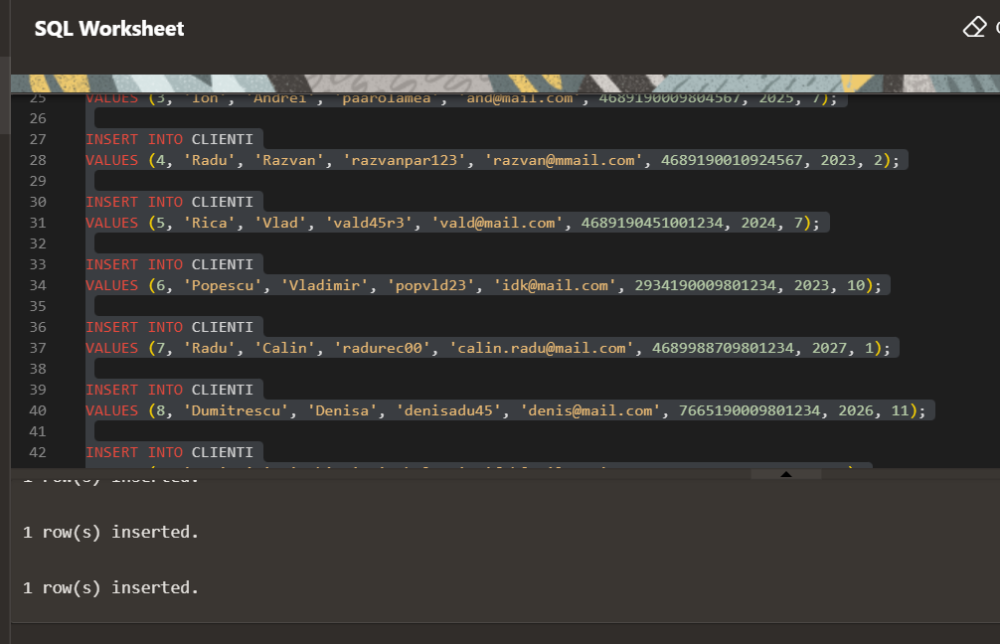 SQL Worksheet
25 VALUES (3, 'Ion', 'Andrei', 'paarolamea', 'and@mail.com', 4689190009804567, 2025, 7);
26
27 INSERT INTO CLIENTI
28 VALUES (4, 'Radu', 'Razvan', 'razvanpar123', 'razvan@mmail.com', 4689190010924567, 2023, 2);
29
30 INSERT INTO CLIENTI
31 VALUES (5, 'Rica', 'Vlad', 'vald45r3', 'vald@mail.com', 4689190451001234, 2024, 7);
32
33 INSERT INTO CLIENTI
34 VALUES (6, 'Popescu', 'Vladimir', 'popvld23', 'idk@mail.com', 2934190009801234, 2023, 10);
35
36 INSERT INTO CLIENTI
37 VALUES (7, 'Radu', 'Calin', 'radurec00', 'calin.radu@mail.com', 4689988709801234, 2027, 1);
38
39 INSERT INTO CLIENTI
40 VALUES (8, 'Dumitrescu', 'Denisa', 'denisadu45', 'denis@mail.com', 7665190009801234, 2026, 11);
41
42 INSERT INTO CLIENTI
1 row(s) inserted.
1 row(s) inserted.
1 row(s) inserted.